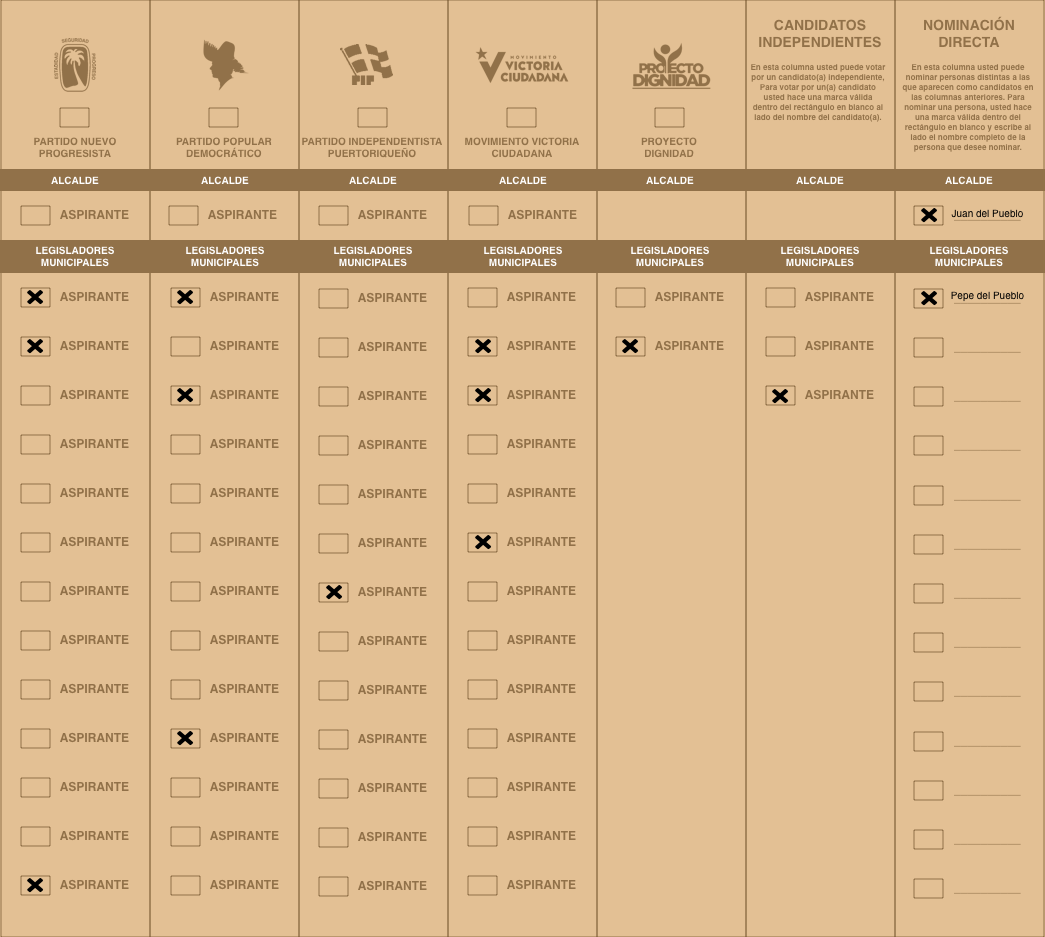 SEGURIDAD
ESTADIDAD
PROGRESO
PARTIDO NUEVO
PROGRESISTA
PARTIDO POPULAR
DEMOCRÁTICO
PIP
PARTIDO INDEPENDENTISTA
PUERTORIQUEÑO
MOVIMIENTO
VICTORIA
CIUDADANA
MOVIMIENTO VICTORIA
CIUDADANA
PROYECTO
DIGNIDAD
PROYECTO
DIGNIDAD
CANDIDATOS
INDEPENDIENTES
En esta columna usted puede votar
por un candidato(a) independiente,
Para votar por un(a) candidato
usted hace una marca válida
dentro del rectángulo en blanco al
lado del nombre del candidato(a).
NOMINACIÓN
DIRECTA
En esta columna usted puede
nominar personas distintas a las
que aparecen como candidatos en
las columnas anteriores. Para
nominar una persona, usted hace
una marca válida dentro del
rectángulo en blanco y escribe al
lado el nombre completo de la
persona que desee nominar.
ALCALDE ALCALDE ALCALDE ALCALDE ALCALDE ALCALDE ALCALDE
ASPIRANTE ASPIRANTE ASPIRANTE ASPIRANTE Juan del Pueblo
LEGISLADORES LEGISLADORES LEGISLADORES LEGISLADORES LEGISLADORES LEGISLADORES LEGISLADORES
MUNICIPALES MUNICIPALES MUNICIPALES MUNICIPALES MUNICIPALES MUNICIPALES MUNICIPALES
ASPIRANTE ASPIRANTE ASPIRANTE ASPIRANTE ASPIRANTE ASPIRANTE Pepe del Pueblo
ASPIRANTE ASPIRANTE ASPIRANTE ASPIRANTE ASPIRANTE ASPIRANTE
ASPIRANTE ASPIRANTE ASPIRANTE ASPIRANTE ASPIRANTE
ASPIRANTE ASPIRANTE ASPIRANTE ASPIRANTE
ASPIRANTE ASPIRANTE ASPIRANTE ASPIRANTE
ASPIRANTE ASPIRANTE ASPIRANTE ASPIRANTE
ASPIRANTE ASPIRANTE ASPIRANTE ASPIRANTE
ASPIRANTE ASPIRANTE ASPIRANTE ASPIRANTE
ASPIRANTE ASPIRANTE ASPIRANTE ASPIRANTE
ASPIRANTE ASPIRANTE ASPIRANTE ASPIRANTE
ASPIRANTE ASPIRANTE ASPIRANTE ASPIRANTE
ASPIRANTE ASPIRANTE ASPIRANTE ASPIRANTE
ASPIRANTE ASPIRANTE ASPIRANTE ASPIRANTE